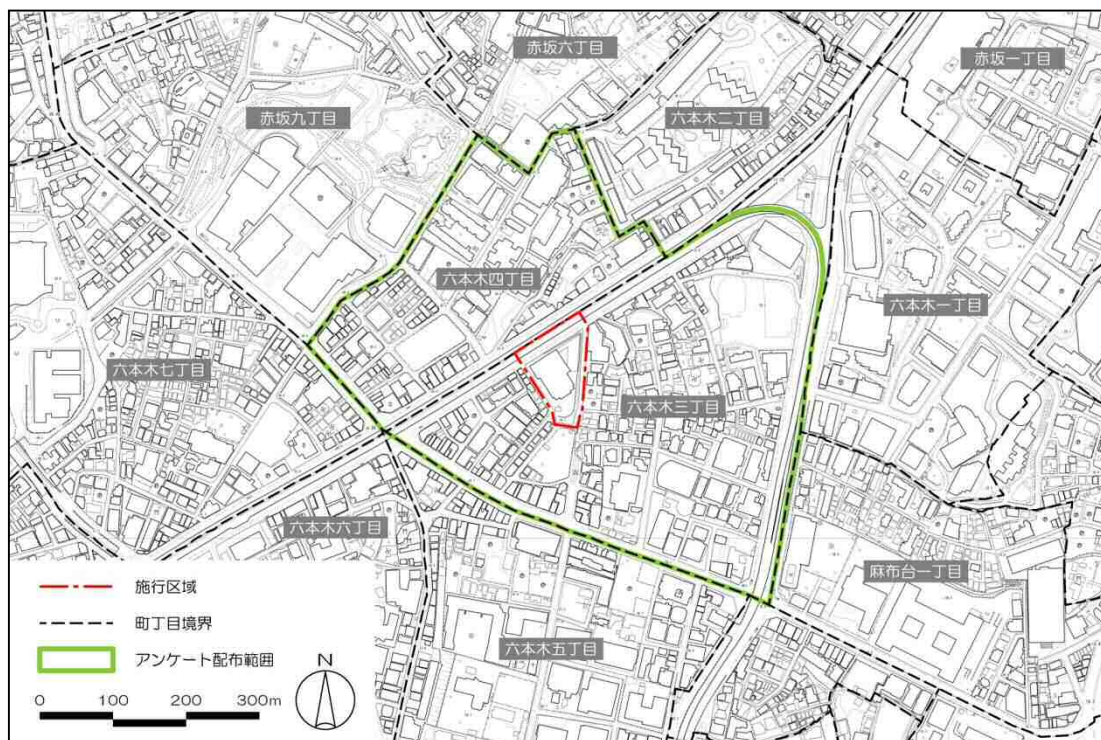 赤坂六丁目
赤坂一丁目
赤坂九丁目
六本木二丁目
六本木四丁目
六本木一丁目
六本木七丁目
六本木三丁目
六本木六丁目
麻布台一丁目
六本木五丁目
施行区域
町丁目境界
アンケート配布範囲
N
0 100 200 300m